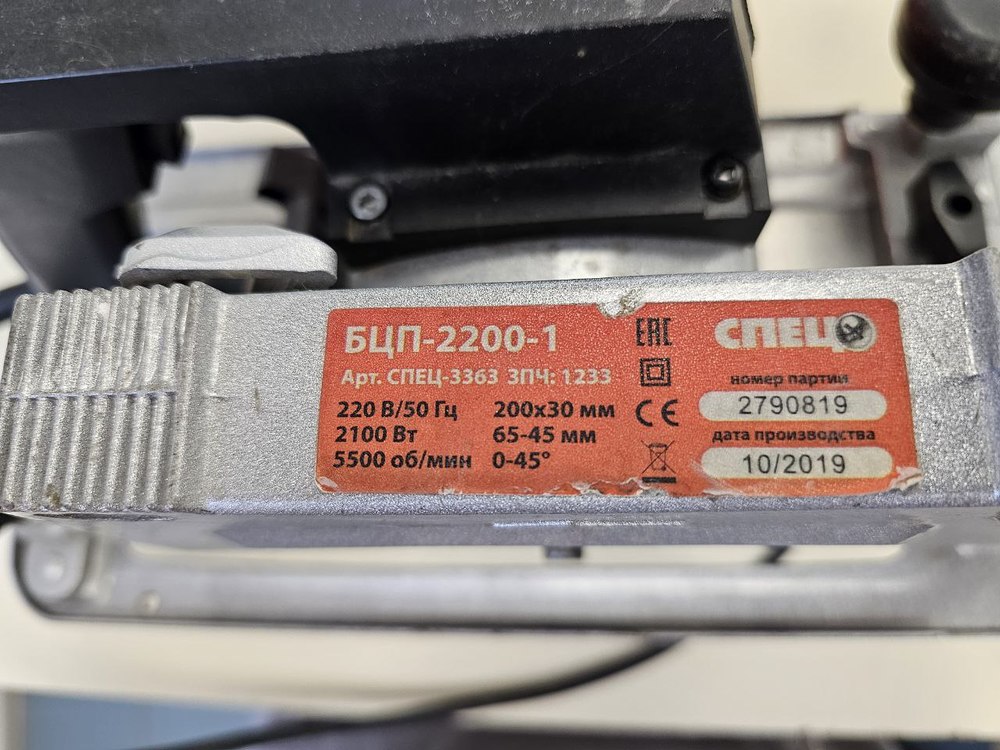 БЦП-2200-1
Арт. СПЕЦ-3363 ЗПЧ: 1233
220 В/50 Гц 200x30 мм
2100 Вт 65-45 мм
5500 об/мин 0-45°
EAC
CE
СПЕЦ
номер партии
2790819
дата производства
10/2019